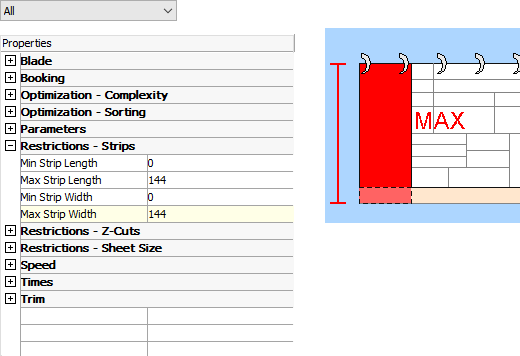 All
Properties
Blade
Booking
Optimization - Complexity
Optimization - Sorting
Parameters
Restrictions - Strips
Min Strip Length 0
Max Strip Length 144
Min Strip Width 0
Max Strip Width 144
Restrictions - Z-Cuts
Restrictions - Sheet Size
Speed
Times
Trim
MAX